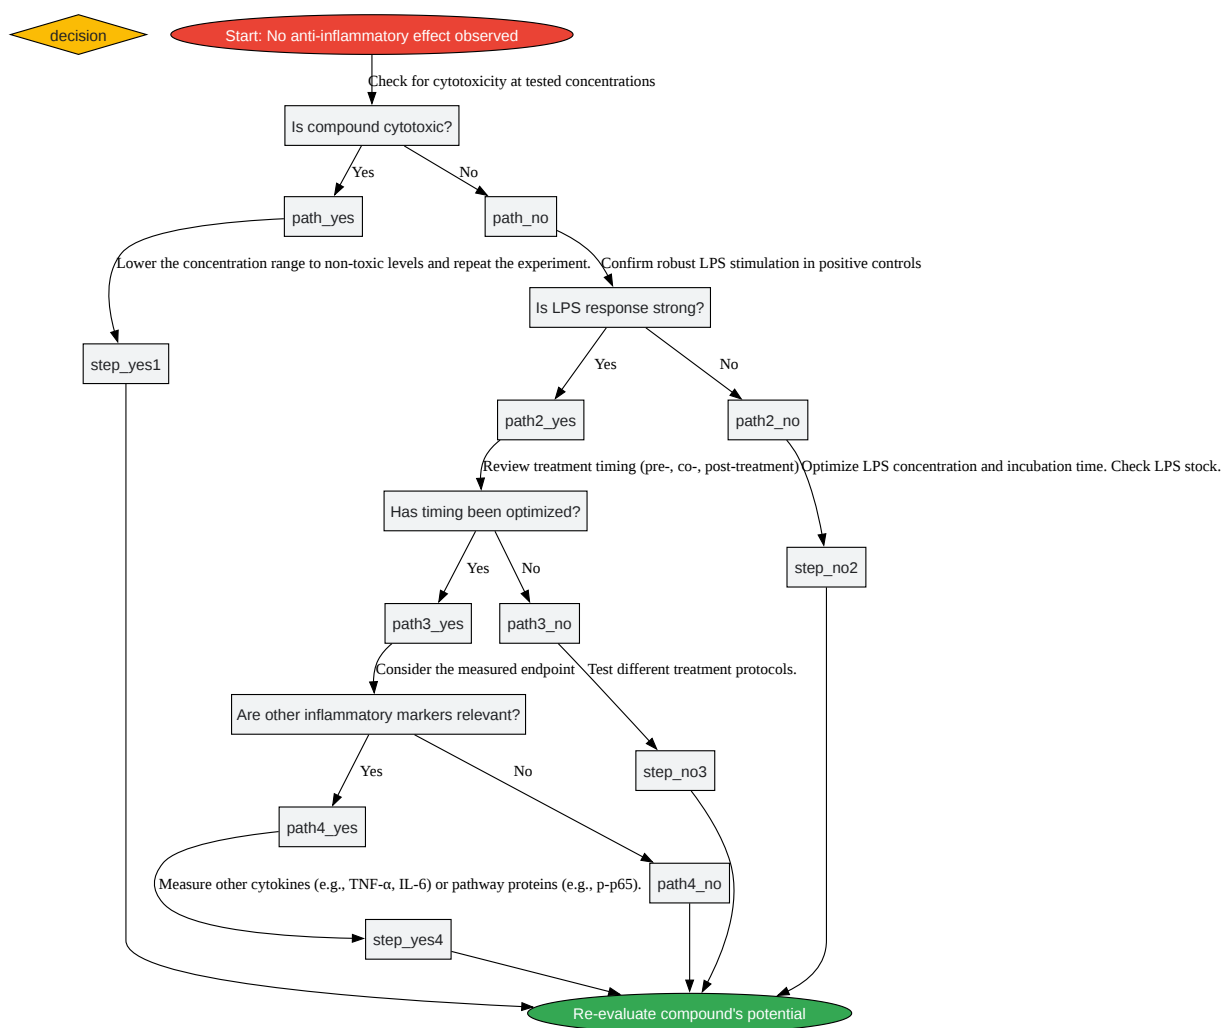 decision
Start: No anti-inflammatory effect observed
Check for cytotoxicity at tested concentrations
Is compound cytotoxic?
Yes
No
path_yes
path_no
Lower the concentration range to non-toxic levels and repeat the experiment.
Confirm robust LPS stimulation in positive controls
Is LPS response strong?
step_yes1
Yes
No
path2_yes
path2_no
Review treatment timing (pre-, co-, post-treatment)
Optimize LPS concentration and incubation time. Check LPS stock.
Has timing been optimized?
Yes
No
step_no2
path3_yes
path3_no
Consider the measured endpoint
Test different treatment protocols.
Are other inflammatory markers relevant?
Yes
No
step_no3
path4_yes
Measure other cytokines (e.g., TNF-α, IL-6) or pathway proteins (e.g., p-p65).
path4_no
step_yes4
Re-evaluate compound's potential